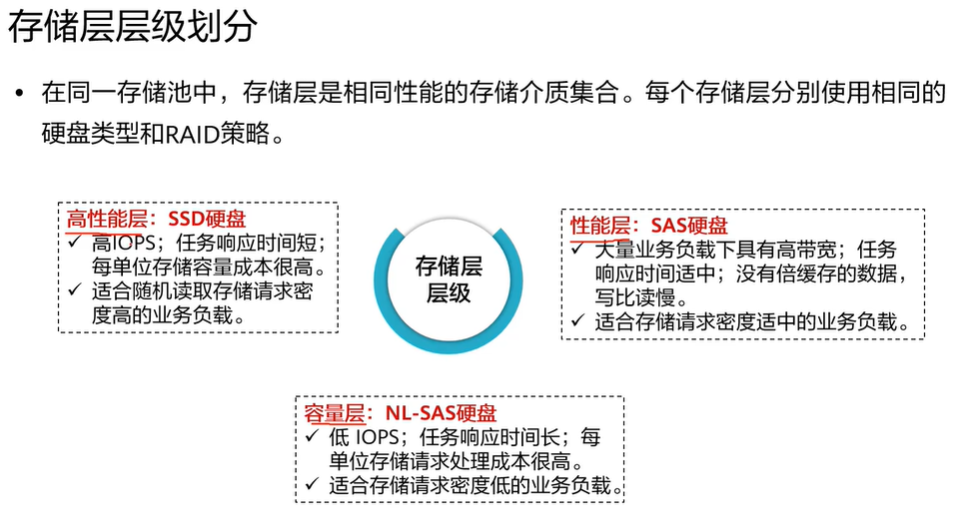 存储层层级划分
• 在同一存储池中，存储层是相同性能的存储介质集合。每个存储层分别使用相同的
硬盘类型和RAID策略。
高性能层：SSD硬盘
✓ 高IOPS；任务响应时间短；
每单位存储容量成本很高。
✓ 适合随机读取存储请求密
度高的业务负载。
存储层
层级
性能层：SAS硬盘
✓ 大量业务负载下具有高带宽；任务
响应时间适中；没有倍缓存的数据，
写比读慢。
✓ 适合存储请求密度适中的业务负载。
容量层：NL-SAS硬盘
✓ 低 IOPS；任务响应时间长；每
单位存储请求处理成本很高。
✓ 适合存储请求密度低的业务负载。